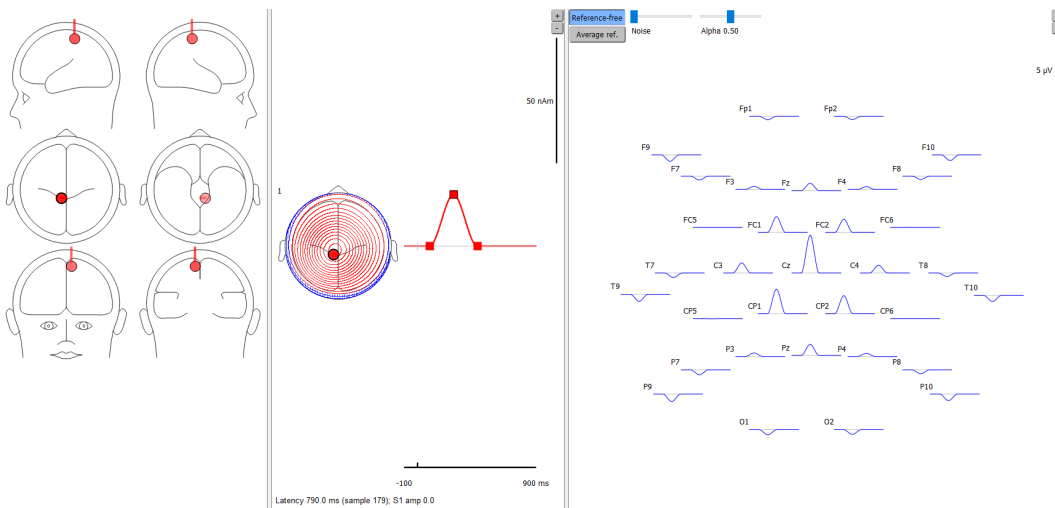 +
-
50 nAm
1
-100
900 ms
Latency 790.0 ms (sample 179); S1 amp 0.0
Reference-free
Average ref.
Noise
Alpha 0.50
5 µV
Fp1
Fp2
F9
F10
F7
F8
F3
Fz
F4
FC5
FC1
FC2
FC6
T7
C3
Cz
C4
T8
T9
T10
CP5
CP1
CP2
CP6
P3
Pz
P4
P7
P8
P9
P10
O1
O2